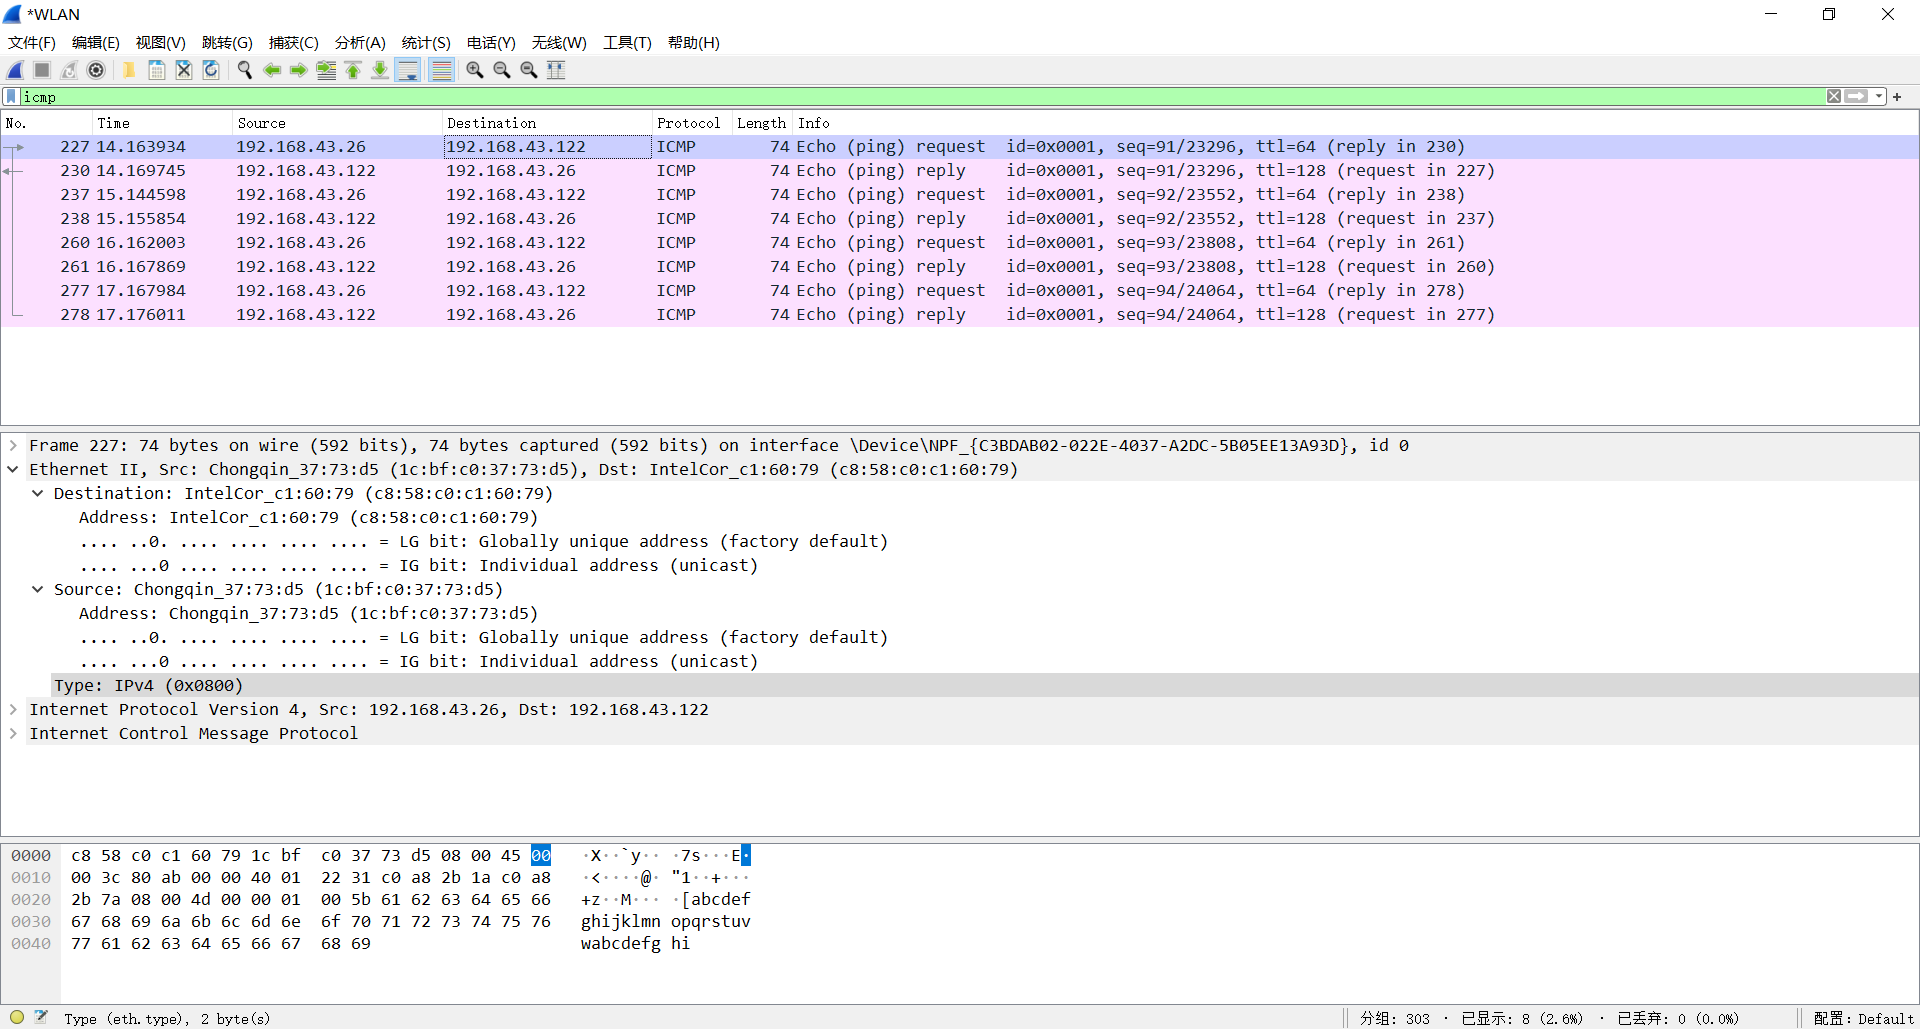 *WLAN
文件(F) 编辑(E) 视图(V) 跳转(G) 捕获(C) 分析(A) 统计(S) 电话(Y) 无线(W) 工具(T) 帮助(H)
icmp
No. Time Source Destination Protocol Length Info
227 14.163934 192.168.43.26 192.168.43.122 ICMP 74 Echo (ping) request id=0x0001, seq=91/23296, ttl=64 (reply in 230)
230 14.169745 192.168.43.122 192.168.43.26 ICMP 74 Echo (ping) reply id=0x0001, seq=91/23296, ttl=128 (request in 227)
237 15.144598 192.168.43.26 192.168.43.122 ICMP 74 Echo (ping) request id=0x0001, seq=92/23552, ttl=64 (reply in 238)
238 15.155854 192.168.43.122 192.168.43.26 ICMP 74 Echo (ping) reply id=0x0001, seq=92/23552, ttl=128 (request in 237)
260 16.162003 192.168.43.26 192.168.43.122 ICMP 74 Echo (ping) request id=0x0001, seq=93/23808, ttl=64 (reply in 261)
261 16.167869 192.168.43.122 192.168.43.26 ICMP 74 Echo (ping) reply id=0x0001, seq=93/23808, ttl=128 (request in 260)
277 17.167984 192.168.43.26 192.168.43.122 ICMP 74 Echo (ping) request id=0x0001, seq=94/24064, ttl=64 (reply in 278)
278 17.176011 192.168.43.122 192.168.43.26 ICMP 74 Echo (ping) reply id=0x0001, seq=94/24064, ttl=128 (request in 277)
Frame 227: 74 bytes on wire (592 bits), 74 bytes captured (592 bits) on interface \Device\NPF_{C3BDAB02-022E-4037-A2DC-5B05EE13A93D}, id 0
Ethernet II, Src: Chongqin_37:73:d5 (1c:bf:c0:37:73:d5), Dst: IntelCor_c1:60:79 (c8:58:c0:c1:60:79)
Destination: IntelCor_c1:60:79 (c8:58:c0:c1:60:79)
Address: IntelCor_c1:60:79 (c8:58:c0:c1:60:79)
.... ..0. .... .... .... .... = LG bit: Globally unique address (factory default)
.... ...0 .... .... .... .... = IG bit: Individual address (unicast)
Source: Chongqin_37:73:d5 (1c:bf:c0:37:73:d5)
Address: Chongqin_37:73:d5 (1c:bf:c0:37:73:d5)
.... ..0. .... .... .... .... = LG bit: Globally unique address (factory default)
.... ...0 .... .... .... .... = IG bit: Individual address (unicast)
Type: IPv4 (0x0800)
Internet Protocol Version 4, Src: 192.168.43.26, Dst: 192.168.43.122
Internet Control Message Protocol
0000 c8 58 c0 c1 60 79 1c bf c0 37 73 d5 08 00 45 00 ·X··`y·· ·7s···E·
0010 00 3c 80 ab 00 00 40 01 22 31 c0 a8 2b 1a c0 a8 ·<····@· "1··+···
0020 2b 7a 08 00 4d 00 00 01 00 5b 61 62 63 64 65 66 +z··M··· ·[abcdef
0030 67 68 69 6a 6b 6c 6d 6e 6f 70 71 72 73 74 75 76 ghijklmn opqrstuv
0040 77 61 62 63 64 65 66 67 68 69 wabcdefg hi
Type (eth.type), 2 byte(s) 分组: 303 · 已显示: 8 (2.6%) · 已丢弃: 0 (0.0%) 配置: Default